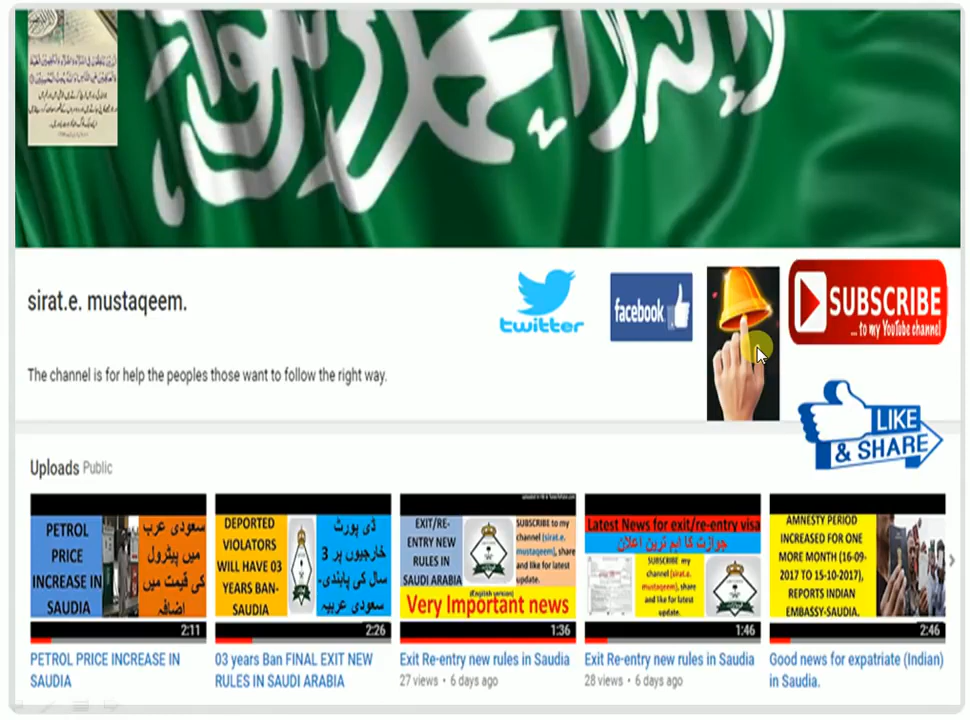 sirat.e. mustaqeem.
twitter
facebook
SUBSCRIBE
... to my YouTube channel
The channel is for help the peoples those want to follow the right way.
LIKE
& SHARE
Uploads Public
PETROL
PRICE
INCREASE IN
SAUDIA
سعودی عرب
میں پیٹرول
کی قیمت میں
اضافہ
2:11
DEPORTED
VIOLATORS
WILL HAVE 03
YEARS BAN-
SAUDIA
ڈی پورٹ
خارجیوں پر 3
سال کی پابندی-
سعودی عربیہ-
2:26
EXIT/RE-
ENTRY NEW
RULES IN
SAUDI ARABIA
SUBSCRIBE to my
channel (sirat.e.
mustaqeem), share
and like for latest
update.
(English version)
Very Important news
1:36
Latest News for exit/re-entry visa
جوازت کا اہم ترین اعلان
SUBSCRIBE my
channel (sirat.e.
mustaqeem),
share and like
for latest
update.
1:46
AMNESTY PERIOD
INCREASED FOR ONE
MORE MONTH (16-09-
2017 TO 15-10-2017),
REPORTS INDIAN
EMBASSY-SAUDIA.
2:46
PETROL PRICE INCREASE IN
SAUDIA
03 years Ban FINAL EXIT NEW
RULES IN SAUDI ARABIA
Exit Re-entry new rules in Saudia
27 views • 6 days ago
Exit Re-entry new rules in Saudia
28 views • 6 days ago
Good news for expatriate (Indian)
in Saudia.